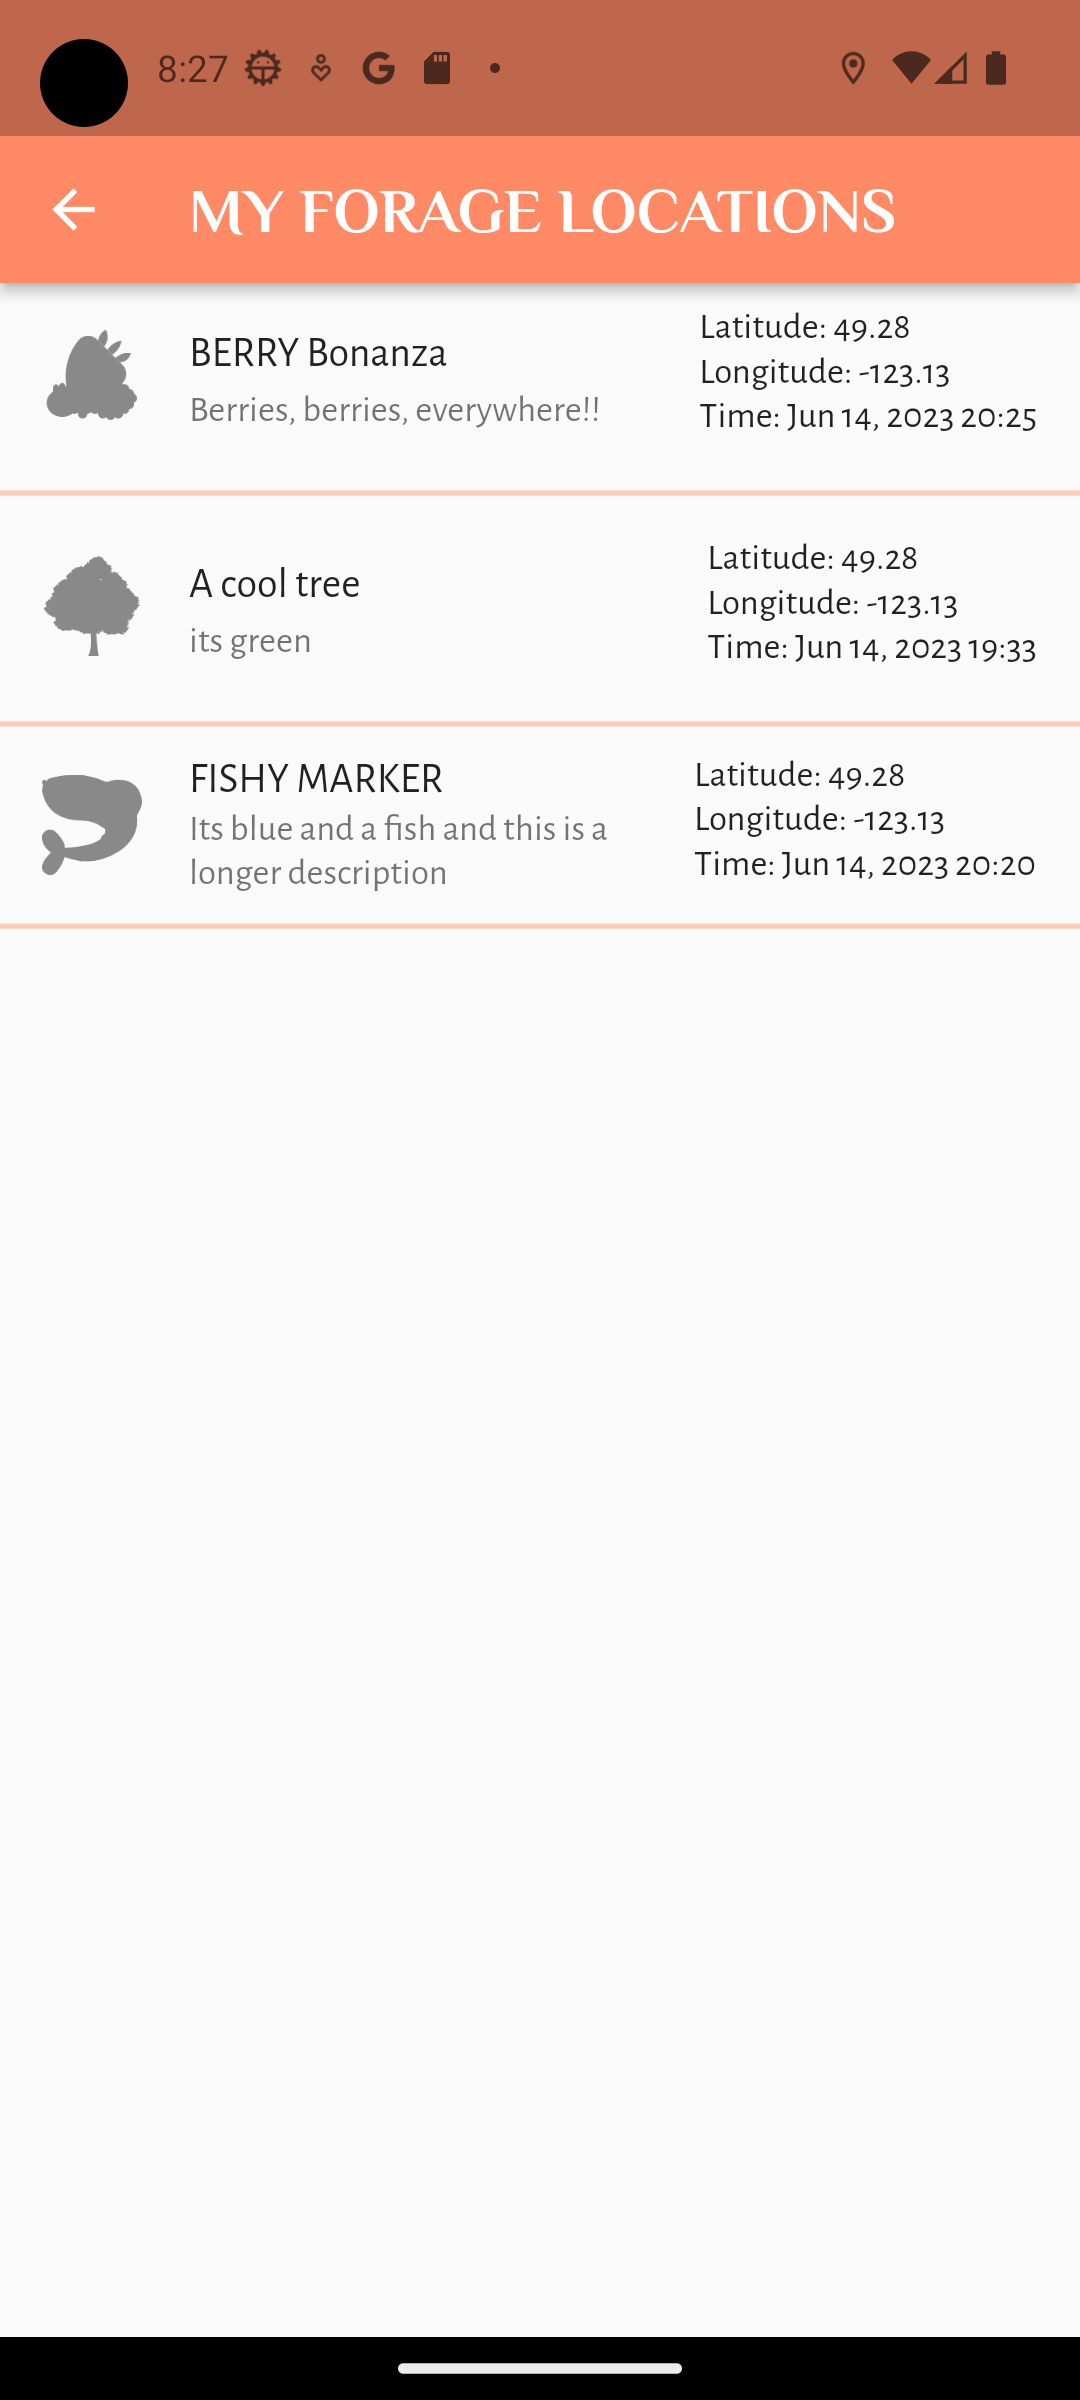 8:27
MY FORAGE LOCATIONS
BERRY Bonanza
Berries, berries, everywhere!!
Latitude: 49.28
Longitude: -123.13
Time: Jun 14, 2023 20:25
A cool tree
its green
Latitude: 49.28
Longitude: -123.13
Time: Jun 14, 2023 19:33
FISHY MARKER
Its blue and a fish and this is a
longer description
Latitude: 49.28
Longitude: -123.13
Time: Jun 14, 2023 20:20